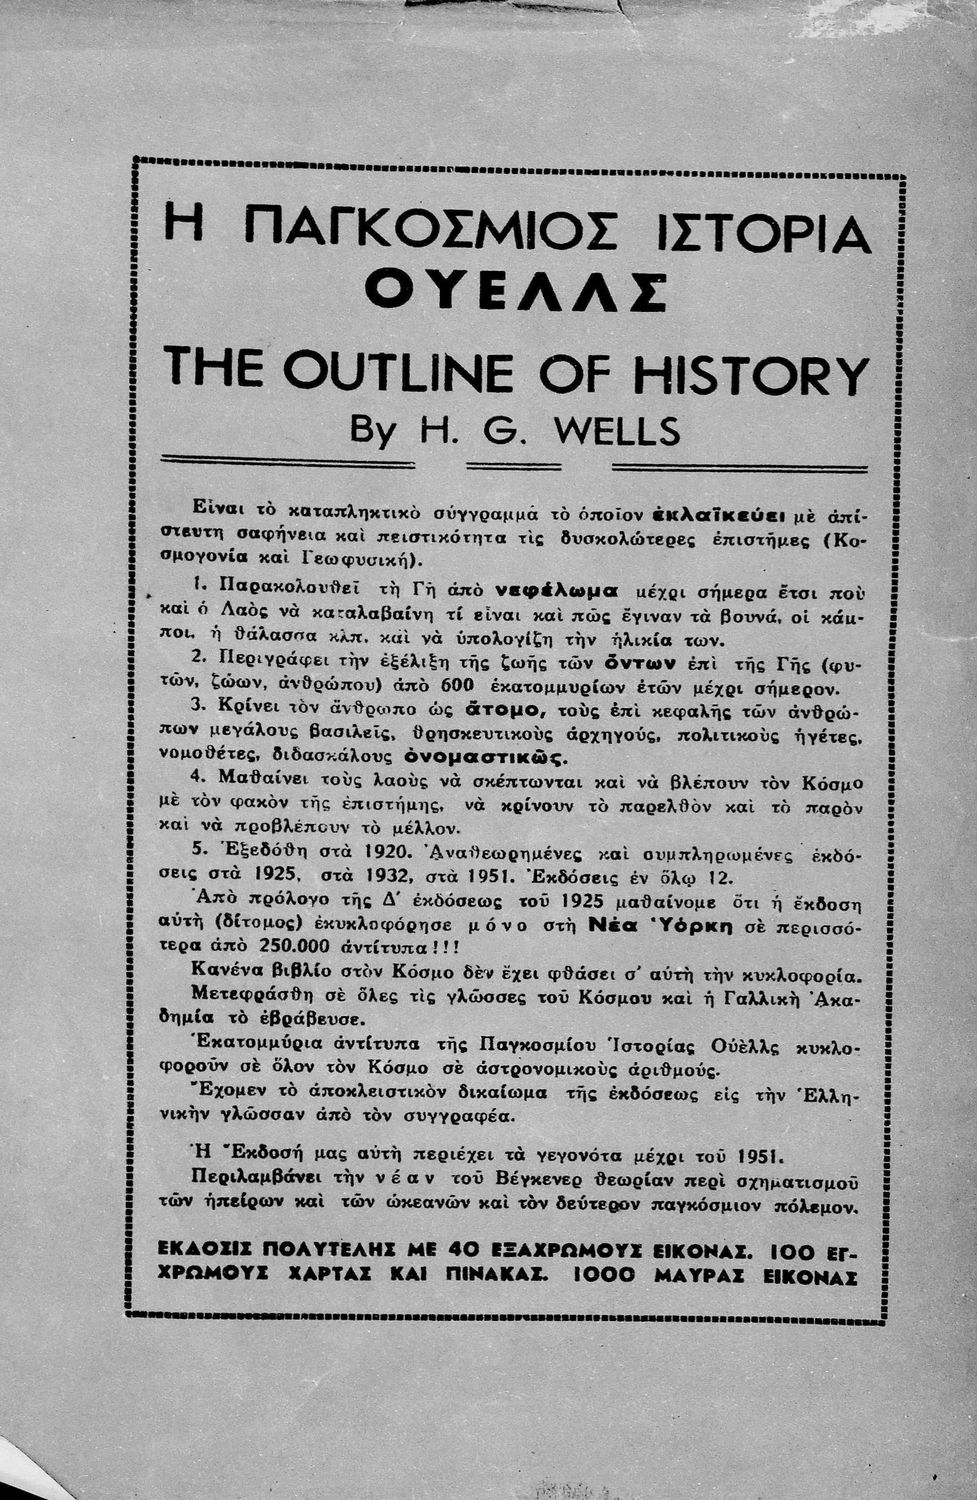 Η ΠΑΓΚΟΣΜΙΟΣ ΙΣΤΟΡΙΑ
ΟΥΕΛΛΣ
THE OUTLINE OF HISTORY
By H. G. WELLS
Εἶναι τὸ καταπληκτικὸ σύγγραμμά τὸ ὁποῖον ἐκλαϊκεύει μὲ ἀπί-
στευτη σαφήνεια καὶ πειστικότητα τὶς δυσκολώτερες ἐπιστῆμες (Κο-
σμογονία καὶ Γεωφυσική).
1. Παρακολουθεῖ τὴ Γῆ ἀπὸ νεφέλωμα μέχρι σήμερα ἔτσι ποὺ
καὶ ὁ Λαὸς νὰ καταλαβαίνη τί εἶναι καὶ πῶς ἔγιναν τὰ βουνά, οἱ κάμ-
ποι, ἡ θάλασσα κλπ. καὶ νὰ ὑπολογίζη τὴν ἡλικία των.
2. Περιγράφει τὴν ἐξέλιξη τῆς ζωῆς τῶν ὄντων ἐπὶ τῆς Γῆς (φυ-
τῶν, ζώων, ἀνθρώπου) ἀπὸ 600 ἑκατομμυρίων ἐτῶν μέχρι σήμερον.
3. Κρίνει τὸν ἄνθρωπο ὡς ἄτομο, τοὺς ἐπὶ κεφαλῆς τῶν ἀνθρώ-
πων μεγάλους βασιλεῖς, θρησκευτικοὺς ἀρχηγούς, πολιτικοὺς ἡγέτες,
νομοθέτες, διδασκάλους ὀνομαστικῶς.
4. Μαθαίνει τοὺς λαοὺς νὰ σκέπτωνται καὶ νὰ βλέπουν τὸν Κόσμο
μὲ τὸν φακὸν τῆς ἐπιστήμης, νὰ κρίνουν τὸ παρελθὸν καὶ τὸ παρὸν
καὶ νὰ προβλέπουν τὸ μέλλον.
5. Ἐξεδόθη στὰ 1920. Ἀναθεωρημένες καὶ συμπληρωμένες ἐκδό-
σεις στὰ 1925, στὰ 1932, στὰ 1951. Ἐκδόσεις ἐν ὅλῳ 12.
Ἀπὸ πρόλογο τῆς Δ΄ ἐκδόσεως τοῦ 1925 μαθαίνομε ὅτι ἡ ἔκδοση
αὐτὴ (δίτομος) ἐκυκλοφόρησε μόνο στὴ Νέα Ὑόρκη σὲ περισσό-
τερα ἀπὸ 250.000 ἀντίτυπα!!!
Κανένα βιβλίο στὸν Κόσμο δὲν ἔχει φθάσει σ' αὐτὴ τὴν κυκλοφορία.
Μετεφράσθη σὲ ὅλες τὶς γλῶσσες τοῦ Κόσμου καὶ ἡ Γαλλικὴ Ἀκα-
δημία τὸ ἐβράβευσε.
Ἑκατομμύρια ἀντίτυπα τῆς Παγκοσμίου Ἱστορίας Οὐὲλλς κυκλο-
φοροῦν σὲ ὅλον τὸν Κόσμο σὲ ἀστρονομικοὺς ἀριθμούς.
Ἔχομεν τὸ ἀποκλειστικὸν δικαίωμα τῆς ἐκδόσεως εἰς τὴν Ἑλλη-
νικὴν γλῶσσαν ἀπὸ τὸν συγγραφέα.
Ἡ Ἔκδοσή μας αὐτὴ περιέχει τὰ γεγονότα μέχρι τοῦ 1951.
Περιλαμβάνει τὴν νέαν τοῦ Βέγκενερ θεωρίαν περὶ σχηματισμοῦ
τῶν ἠπείρων καὶ τῶν ὠκεανῶν καὶ τὸν δεύτερον παγκόσμιον πόλεμον.
ΕΚΔΟΣΙΣ ΠΟΛΥΤΕΛΗΣ ΜΕ 40 ΕΞΑΧΡΩΜΟΥΣ ΕΙΚΟΝΑΣ. 100 ΕΓ-
ΧΡΩΜΟΥΣ ΧΑΡΤΑΣ ΚΑΙ ΠΙΝΑΚΑΣ. 1000 ΜΑΥΡΑΣ ΕΙΚΟΝΑΣ